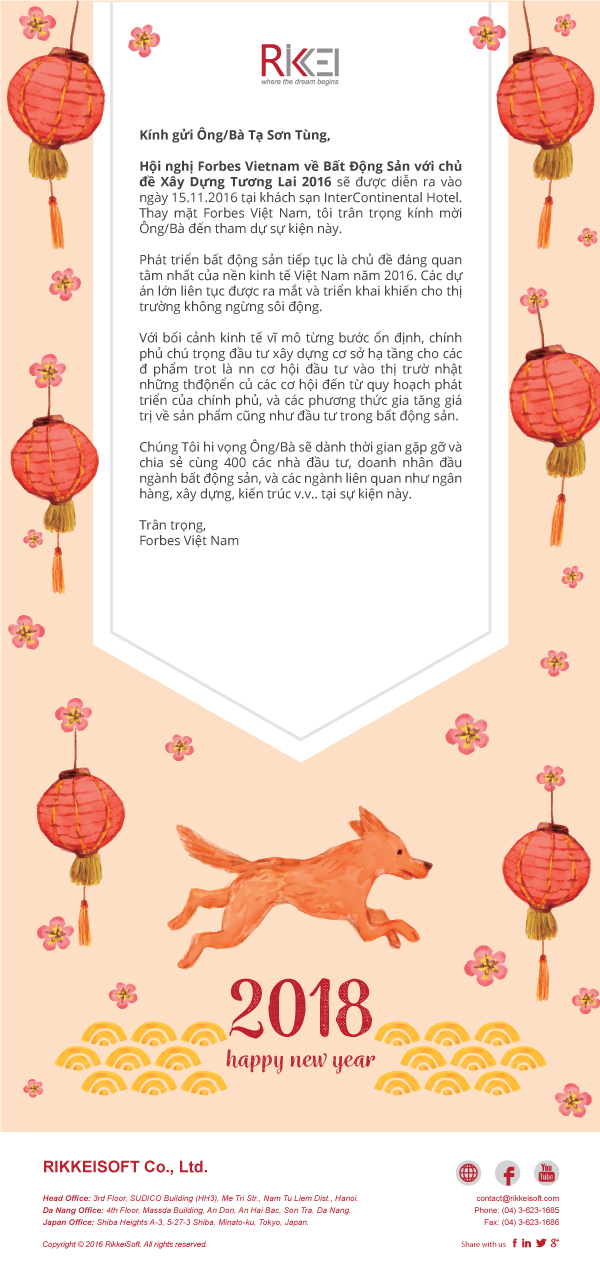 RIKKEI
where the dream begins
Kính gửi Ông/Bà Tạ Sơn Tùng,
Hội nghị Forbes Vietnam về Bất Động Sản với chủ
đề Xây Dựng Tương Lai 2016 sẽ được diễn ra vào
ngày 15.11.2016 tại khách sạn InterContinental Hotel.
Thay mặt Forbes Việt Nam, tôi trân trọng kính mời
Ông/Bà đến tham dự sự kiện này.
Phát triển bất động sản tiếp tục là chủ đề đáng quan
tâm nhất của nền kinh tế Việt Nam năm 2016. Các dự
án lớn liên tục được ra mắt và triển khai khiến cho thị
trường không ngừng sôi động.
Với bối cảnh kinh tế vĩ mô từng bước ổn định, chính
phủ chú trọng đầu tư xây dựng cơ sở hạ tầng cho các
đ phẩm trot là nn cơ hội đầu tư vào thị trườ nhật
những thđộnển củ các cơ hội đến từ quy hoạch phát
triển của chính phủ, và các phương thức gia tăng giá
trị về sản phẩm cũng như đầu tư trong bất động sản.
Chúng Tôi hi vọng Ông/Bà sẽ dành thời gian gặp gỡ và
chia sẻ cùng 400 các nhà đầu tư, doanh nhân đầu
ngành bất động sản, và các ngành liên quan như ngân
hàng, xây dựng, kiến trúc v.v.. tại sự kiện này.
Trân trọng,
Forbes Việt Nam
2018
happy new year
RIKKEISOFT Co., Ltd.
You Tube
Head Office: 3rd Floor, SUDICO Building (HH3), Me Tri Str., Nam Tu Liem Dist., Hanoi.
contact@rikkeisoft.com
Da Nang Office: 4th Floor, Massda Building, An Don, An Hai Bac, Son Tra, Da Nang.
Phone: (04) 3-623-1685
Japan Office: Shiba Heights A-3, 5-27-3 Shiba, Minato-ku, Tokyo, Japan.
Fax: (04) 3-623-1686
Copyright © 2016 RikkeiSoft. All rights reserved.
Share with us